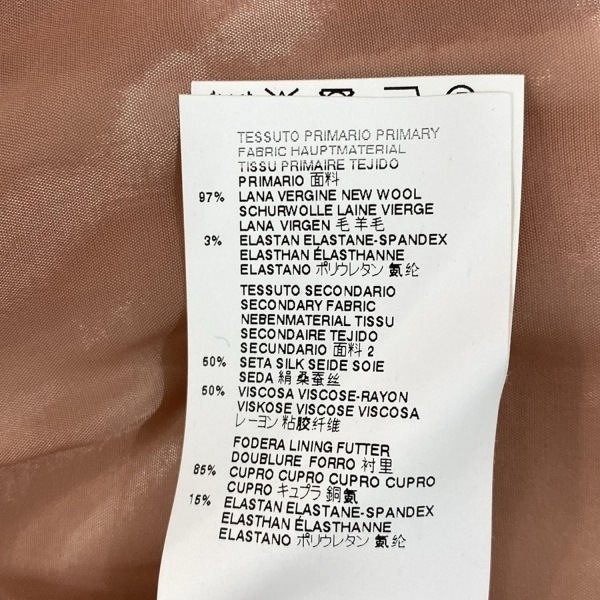 TESSUTO PRIMARIO PRIMARY
FABRIC HAUPTMATERIAL
TISSU PRIMAIRE TEJIDO
PRIMARIO 面料
97% LANA VERGINE NEW WOOL
SCHURWOLLE LAINE VIERGE
LANA VIRGEN 毛 羊毛
3% ELASTAN ELASTANE-SPANDEX
ELASTHAN ÉLASTHANNE
ELASTANO ポリウレタン 氨纶
TESSUTO SECONDARIO
SECONDARY FABRIC
NEBENMATERIAL TISSU
SECONDAIRE TEJIDO
SECUNDARIO 面料 2
50% SETA SILK SEIDE SOIE
SEDA 絹 桑蚕丝
50% VISCOSA VISCOSE-RAYON
VISKOSE VISCOSE VISCOSA
レーヨン 粘胶纤维
FODERA LINING FUTTER
DOUBLURE FORRO 衬里
85% CUPRO CUPRO CUPRO CUPRO
CUPRO キュプラ 銅氨
15% ELASTAN ELASTANE-SPANDEX
ELASTHAN ÉLASTHANNE
ELASTANO ポリウレタン 氨纶